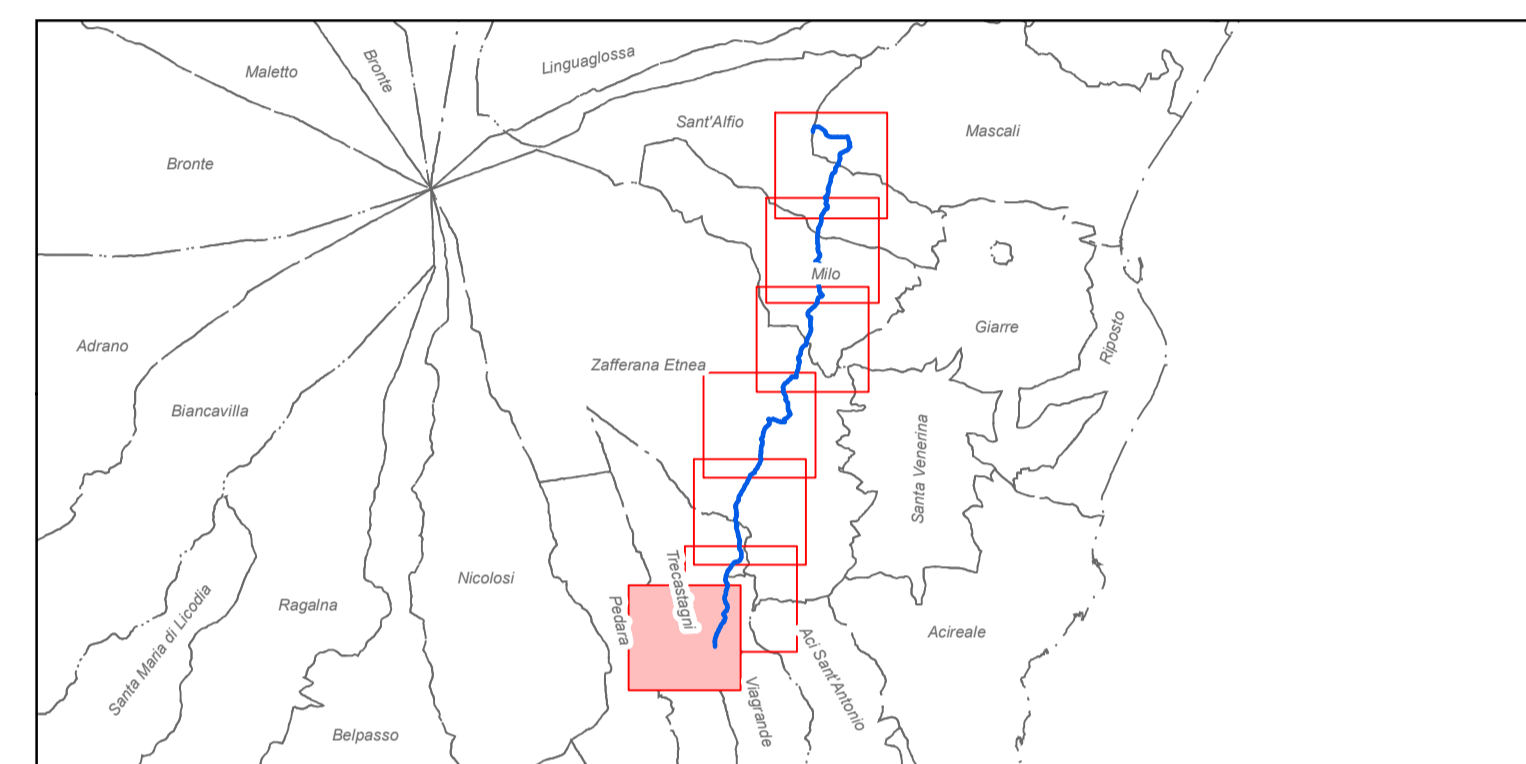 Linguaglossa
Maletto
Bronte
Sant'Alfio
Mascali
Bronte
Milo
Giarre
Riposto
Adrano
Zafferana Etnea
Biancavilla
Santa Venerina
Nicolosi
Trecastagni
Ragalna
Pedara
Santa Maria di Licodia
Acireale
Aci Sant'Antonio
Viagrande
Belpasso